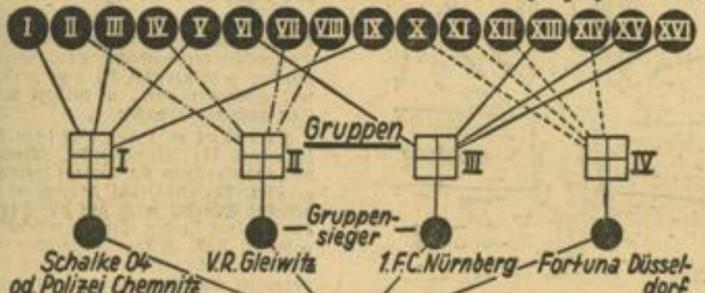 I II III IV V VI VII VIII IX X XI XII XIII XIV XV XVI
Gruppen
I II III IV
Gruppen-
sieger
Schalke 04 V.R. Gleiwitz 1.F.C. Nürnberg Fortuna Düssel-
od Polizei Chemnitz dorf